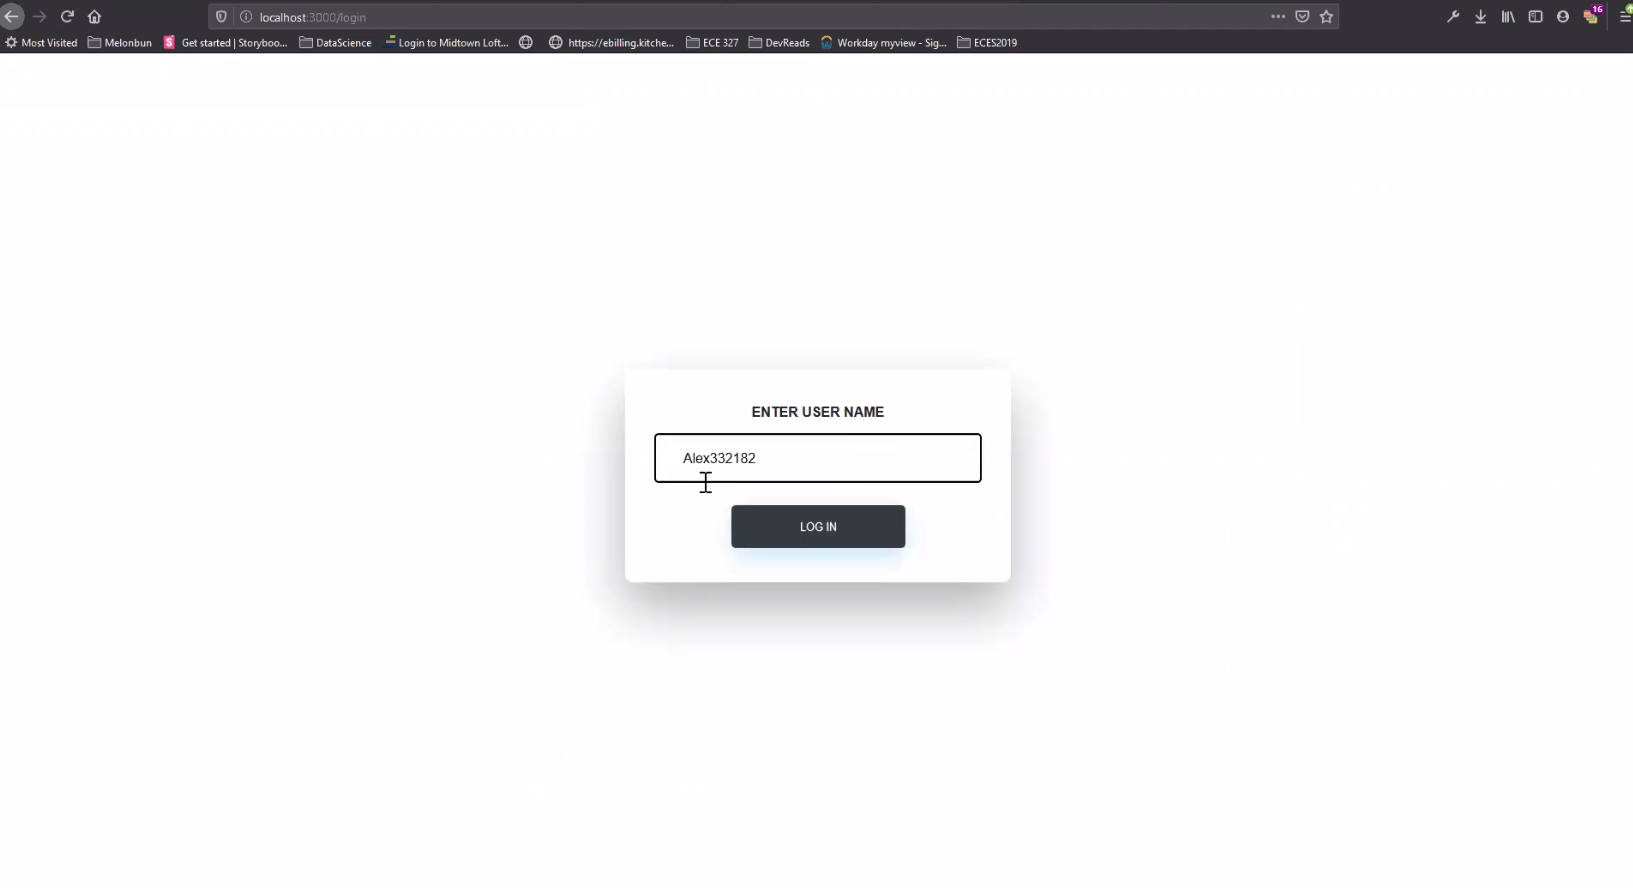 localhost:3000/login
16
Most Visited Melonbun Get started | Storyboo... DataScience Login to Midtown Loft... https://ebilling.kitche... ECE 327 DevReads Workday myview - Sig... ECES2019
ENTER USER NAME
Alex332182
LOG IN